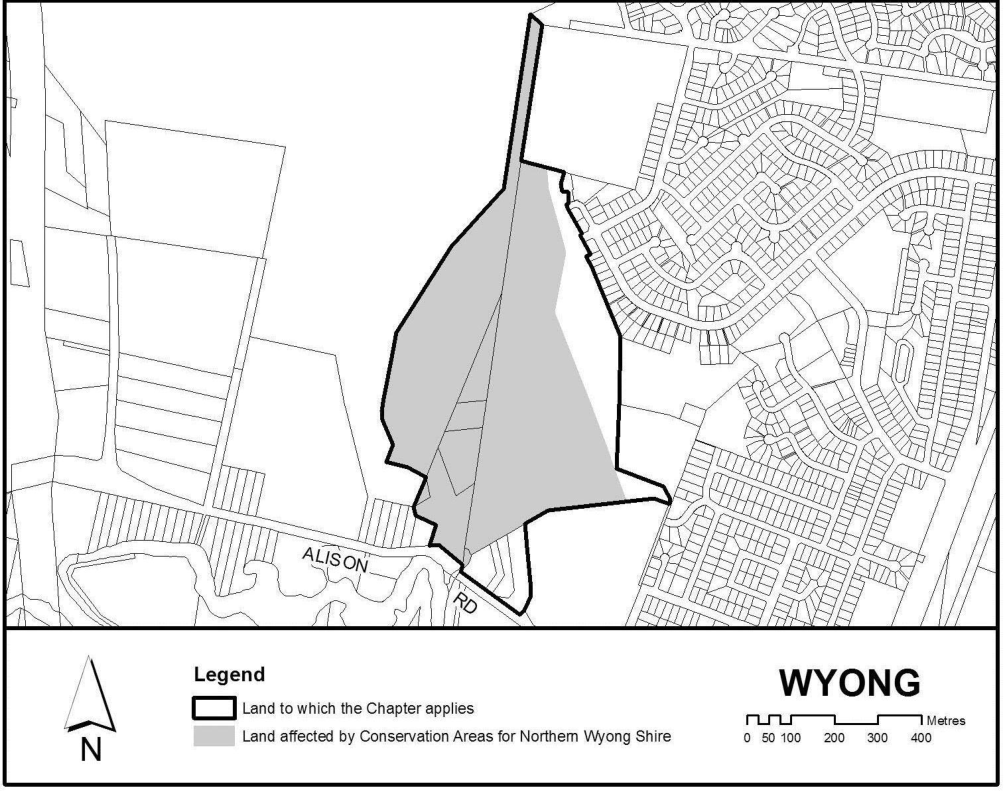 ALISON
RD
N
Legend
Land to which the Chapter applies
Land affected by Conservation Areas for Northern Wyong Shire
WYONG
Metres
0 50 100 200 300 400